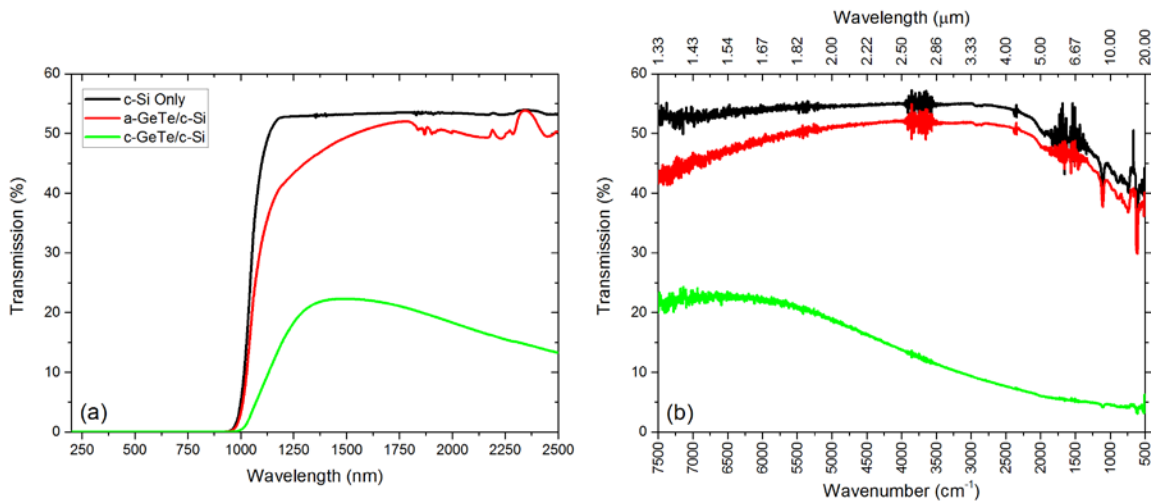 Transmission (%)
60
50
40
30
20
10
0
c-Si Only
a-GeTe/c-Si
c-GeTe/c-Si
(a)
250 500 750 1000 1250 1500 1750 2000 2250 2500
Wavelength (nm)
Wavelength (μm)
1.33 1.43 1.54 1.67 1.82 2.00 2.22 2.50 2.86 3.33 4.00 5.00 6.67 10.00 20.00
Transmission (%)
60
50
40
30
20
10
0
(b)
7500 7000 6500 6000 5500 5000 4500 4000 3500 3000 2500 2000 1500 1000 500
Wavenumber (cm⁻¹)